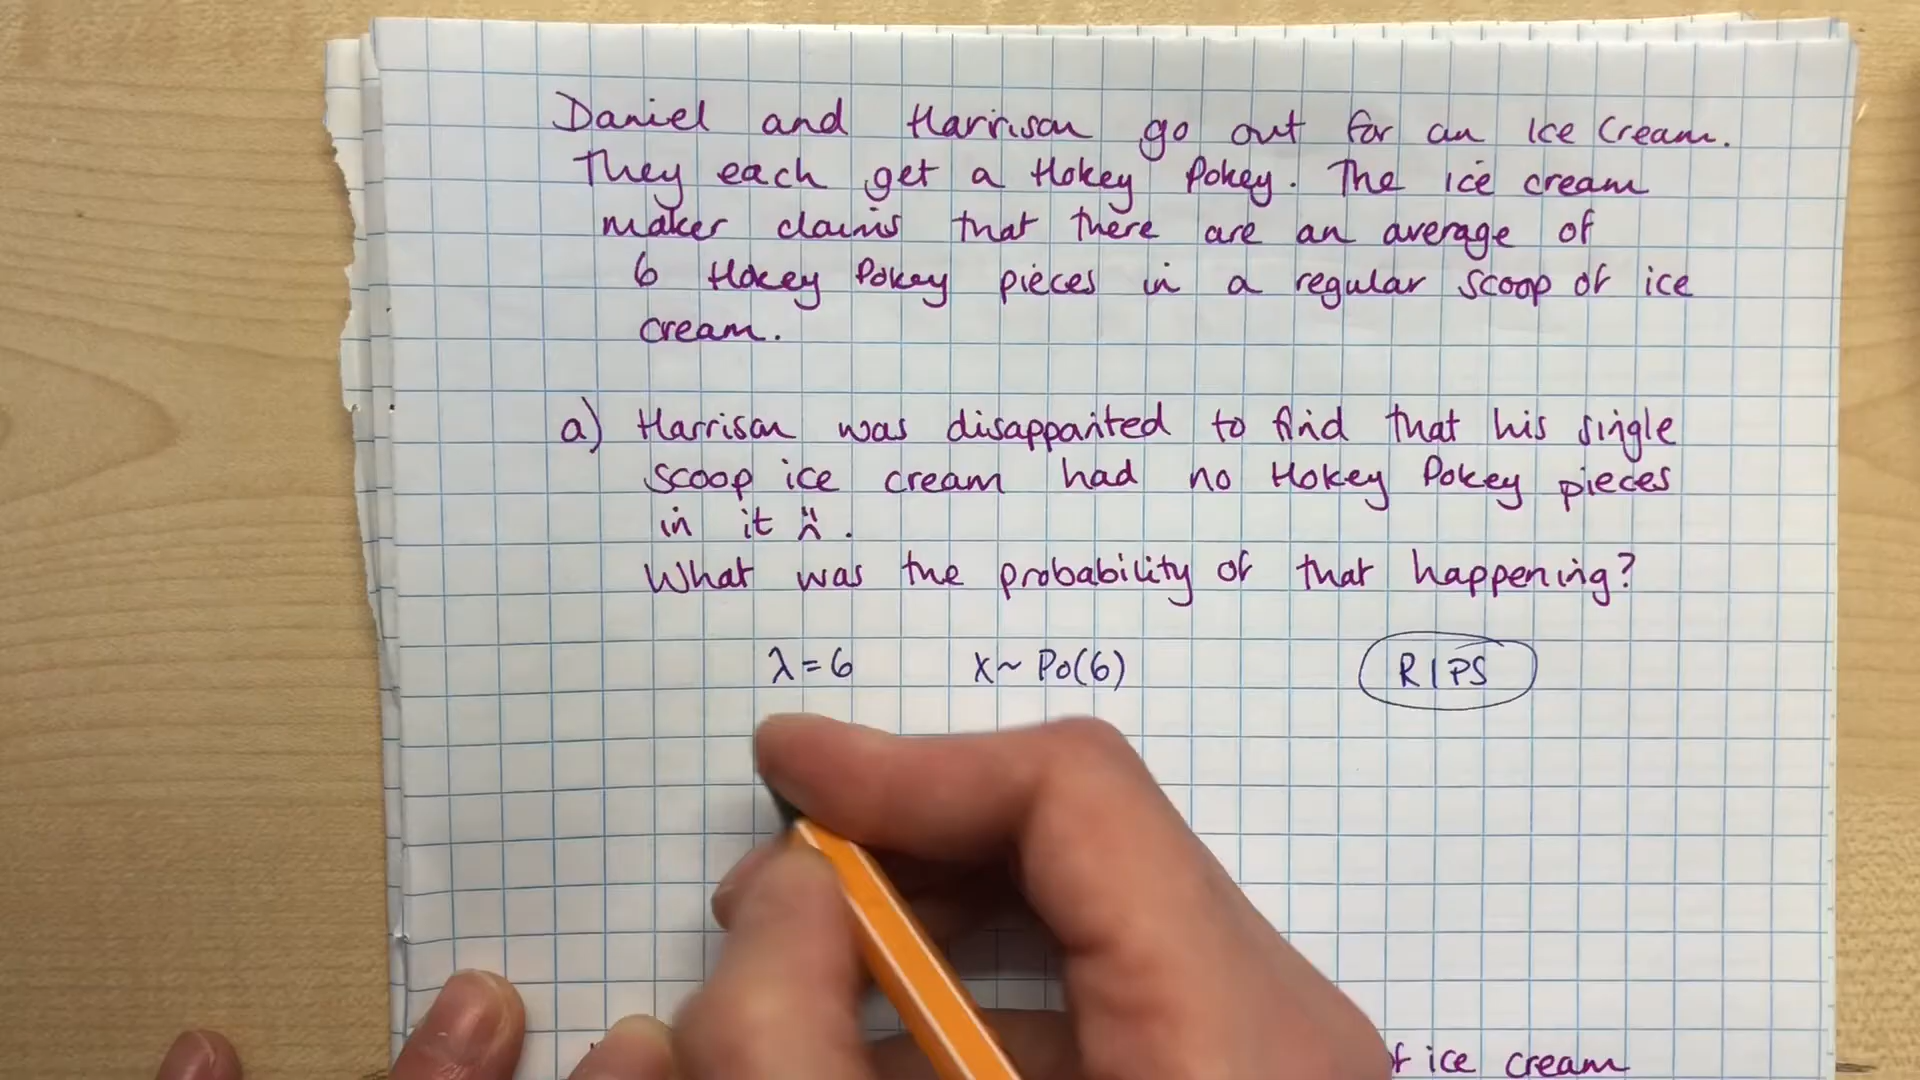 Daniel and Harrison go out for an Ice Cream.
They each get a Hokey Pokey. The ice cream
maker claims that there are an average of
6 Hokey Pokey pieces in a regular scoop of ice
cream.
a) Harrison was disappointed to find that his single
scoop ice cream had no Hokey Pokey pieces
in it .
What was the probability of that happening?
λ = 6 X ~ Po(6) RIPS
of ice cream